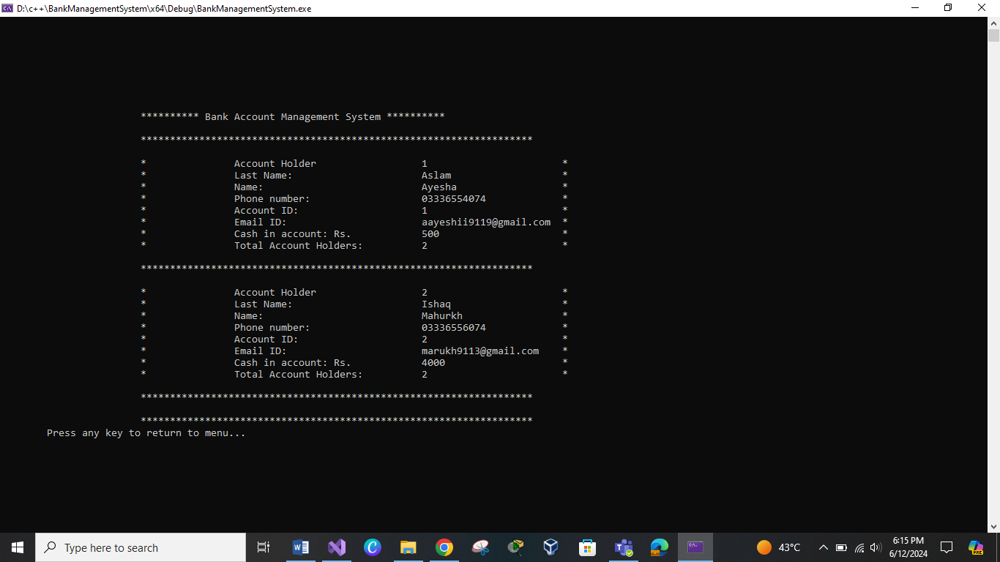 D:\c++\BankManagementSystem\x64\Debug\BankManagementSystem.exe
********** Bank Account Management System **********
*******************************************************************
* Account Holder 1 *
* Last Name: Aslam *
* Name: Ayesha *
* Phone number: 03336554074 *
* Account ID: 1 *
* Email ID: aayeshii9119@gmail.com *
* Cash in account: Rs. 500 *
* Total Account Holders: 2 *
*******************************************************************
* Account Holder 2 *
* Last Name: Ishaq *
* Name: Mahurkh *
* Phone number: 03336556074 *
* Account ID: 2 *
* Email ID: marukh9113@gmail.com *
* Cash in account: Rs. 4000 *
* Total Account Holders: 2 *
*******************************************************************
*******************************************************************
Press any key to return to menu...
Type here to search
43°C
6:15 PM
6/12/2024